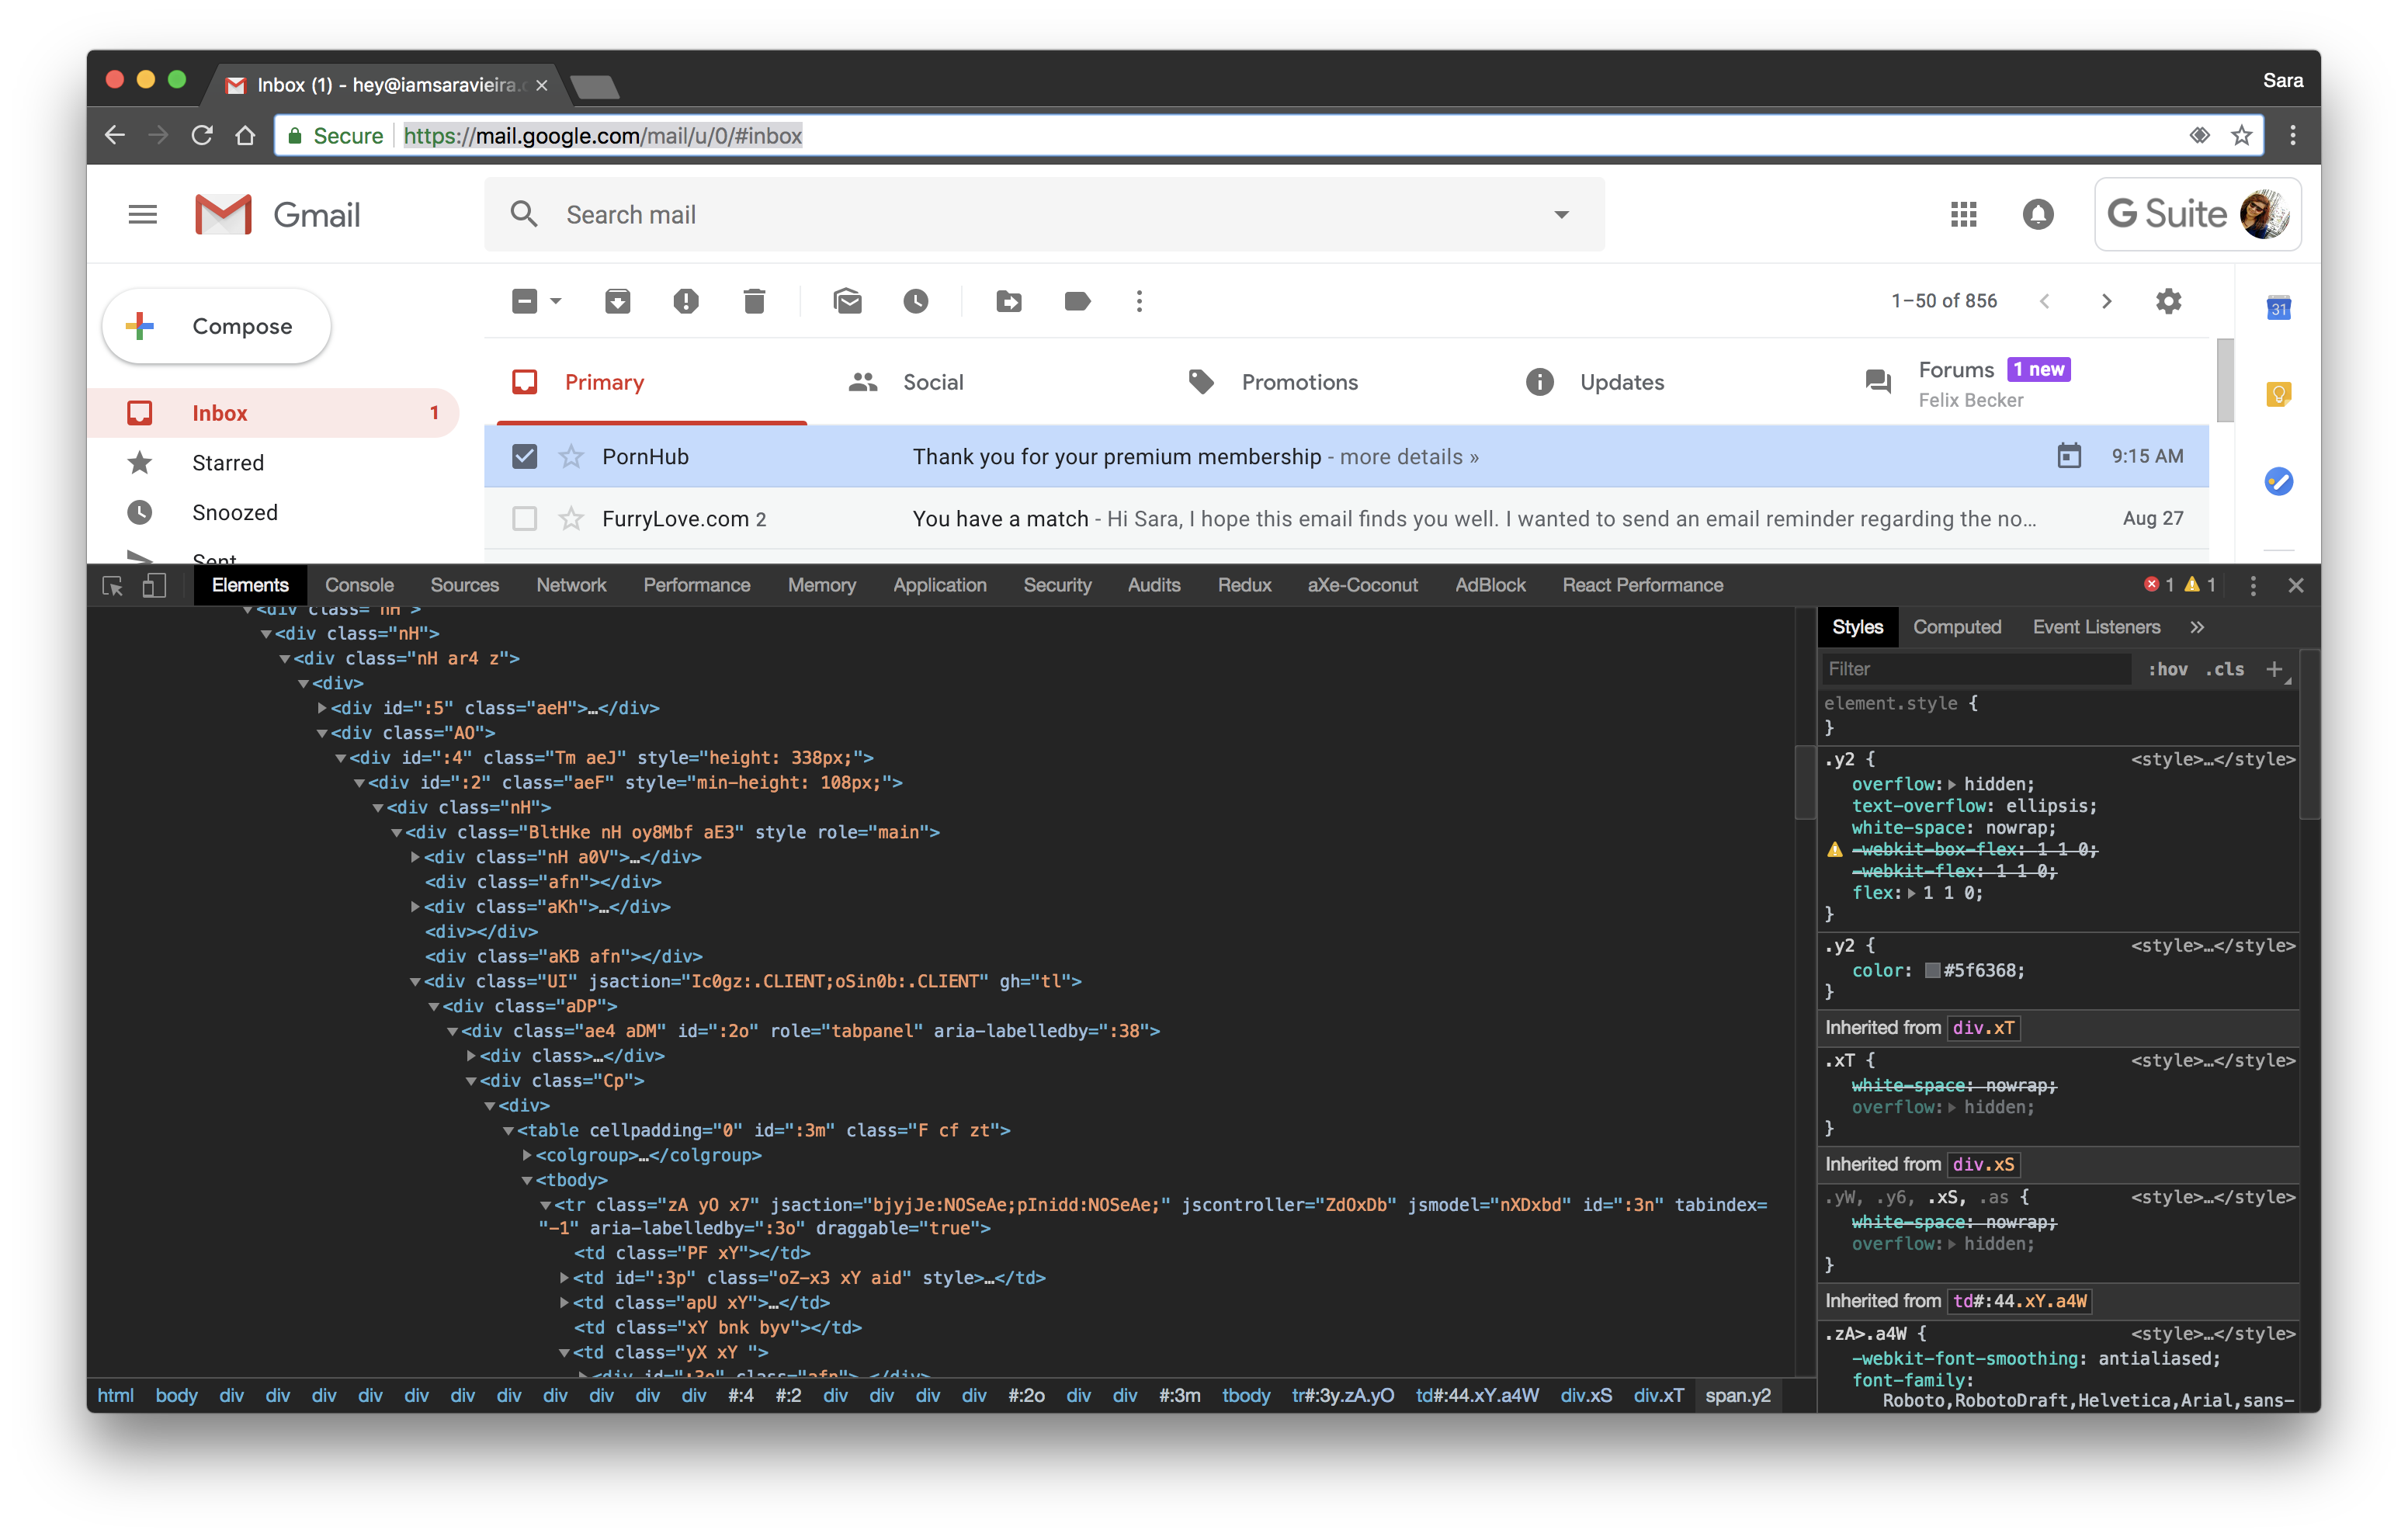 Inbox (1) - hey@iamsaravieira.
Sara
Secure https://mail.google.com/mail/u/0/#inbox
Gmail
Search mail
G Suite
Compose
1–50 of 856
31
Primary
Social
Promotions
Updates
Forums 1 new
Felix Becker
Inbox 1
Starred
Snoozed
Sent
PornHub Thank you for your premium membership - more details » 9:15 AM
FurryLove.com 2 You have a match - Hi Sara, I hope this email finds you well. I wanted to send an email reminder regarding the no... Aug 27
Elements Console Sources Network Performance Memory Application Security Audits Redux aXe-Coconut AdBlock React Performance 1 1
<div class="nH">
<div class="nH">
<div class="nH ar4 z">
<div>
<div id=":5" class="aeH">…</div>
<div class="AO">
<div id=":4" class="Tm aeJ" style="height: 338px;">
<div id=":2" class="aeF" style="min-height: 108px;">
<div class="nH">
<div class="BltHke nH oy8Mbf aE3" style role="main">
<div class="nH a0V">…</div>
<div class="afn"></div>
<div class="aKh">…</div>
<div></div>
<div class="aKB afn"></div>
<div class="UI" jsaction="Ic0gz:.CLIENT;oSin0b:.CLIENT" gh="tl">
<div class="aDP">
<div class="ae4 aDM" id=":2o" role="tabpanel" aria-labelledby=":38">
<div class>…</div>
<div class="Cp">
<div>
<table cellpadding="0" id=":3m" class="F cf zt">
<colgroup>…</colgroup>
<tbody>
<tr class="zA yO x7" jsaction="bjyjJe:NOSeAe;pInidd:NOSeAe;" jscontroller="ZdOxDb" jsmodel="nXDxbd" id=":3n" tabindex=
"-1" aria-labelledby=":3o" draggable="true">
<td class="PF xY"></td>
<td id=":3p" class="oZ-x3 xY aid" style>…</td>
<td class="apU xY">…</td>
<td class="xY bnk byv"></td>
<td class="yX xY ">
<div id=":3o" class="afn">…</div>
html body div div div div div div div div div div div #:4 #:2 div div div div #:2o div div #:3m tbody tr#:3y.zA.yO td#:44.xY.a4W div.xS div.xT span.y2
Styles Computed Event Listeners »
Filter :hov .cls +
element.style {
}
.y2 { <style>…</style>
overflow: hidden;
text-overflow: ellipsis;
white-space: nowrap;
-webkit-box-flex: 1 1 0;
-webkit-flex: 1 1 0;
flex: 1 1 0;
}
.y2 { <style>…</style>
color: #5f6368;
}
Inherited from div.xT
.xT { <style>…</style>
white-space: nowrap;
overflow: hidden;
}
Inherited from div.xS
.yW, .y6, .xS, .as { <style>…</style>
white-space: nowrap;
overflow: hidden;
}
Inherited from td#:44.xY.a4W
.zA>.a4W { <style>…</style>
-webkit-font-smoothing: antialiased;
font-family:
Roboto,RobotoDraft,Helvetica,Arial,sans-